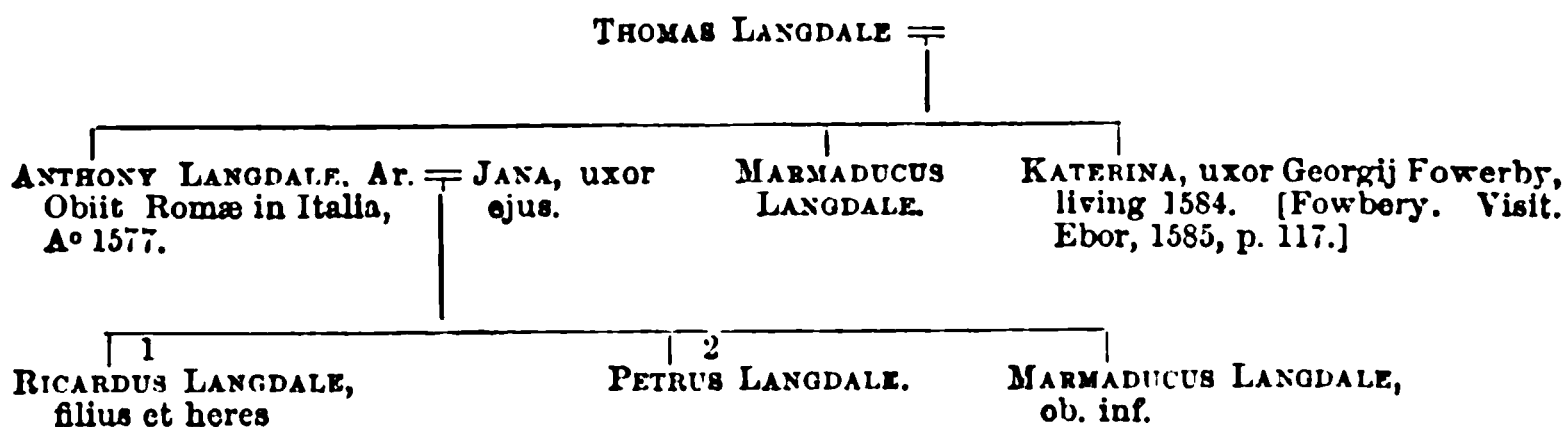 THOMAS LANGDALE
ANTHONY LANGDALE. Ar.
Obiit Romæ in Italia,
Aº 1577.
JANA, uxor
ejus.
MARMADUCUS
LANGDALE.
KATERINA, uxor Georgij Fowerby,
living 1584. [Fowbery. Visit.
Ebor, 1585, p. 117.]
1
RICARDUS LANGDALE,
filius et heres
2
PETRUS LANGDALE.
MARMADUCUS LANGDALE,
ob. inf.